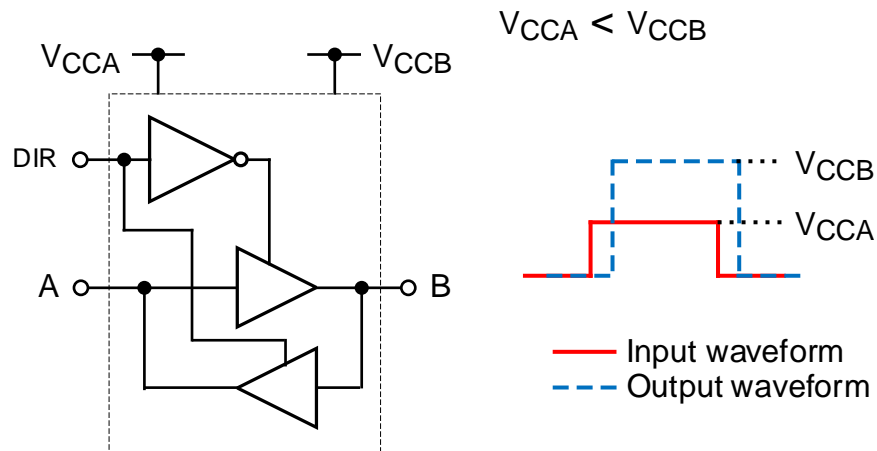 VCCA
VCCB
VCCA < VCCB
DIR
A
B
VCCB
VCCA
Input waveform
Output waveform